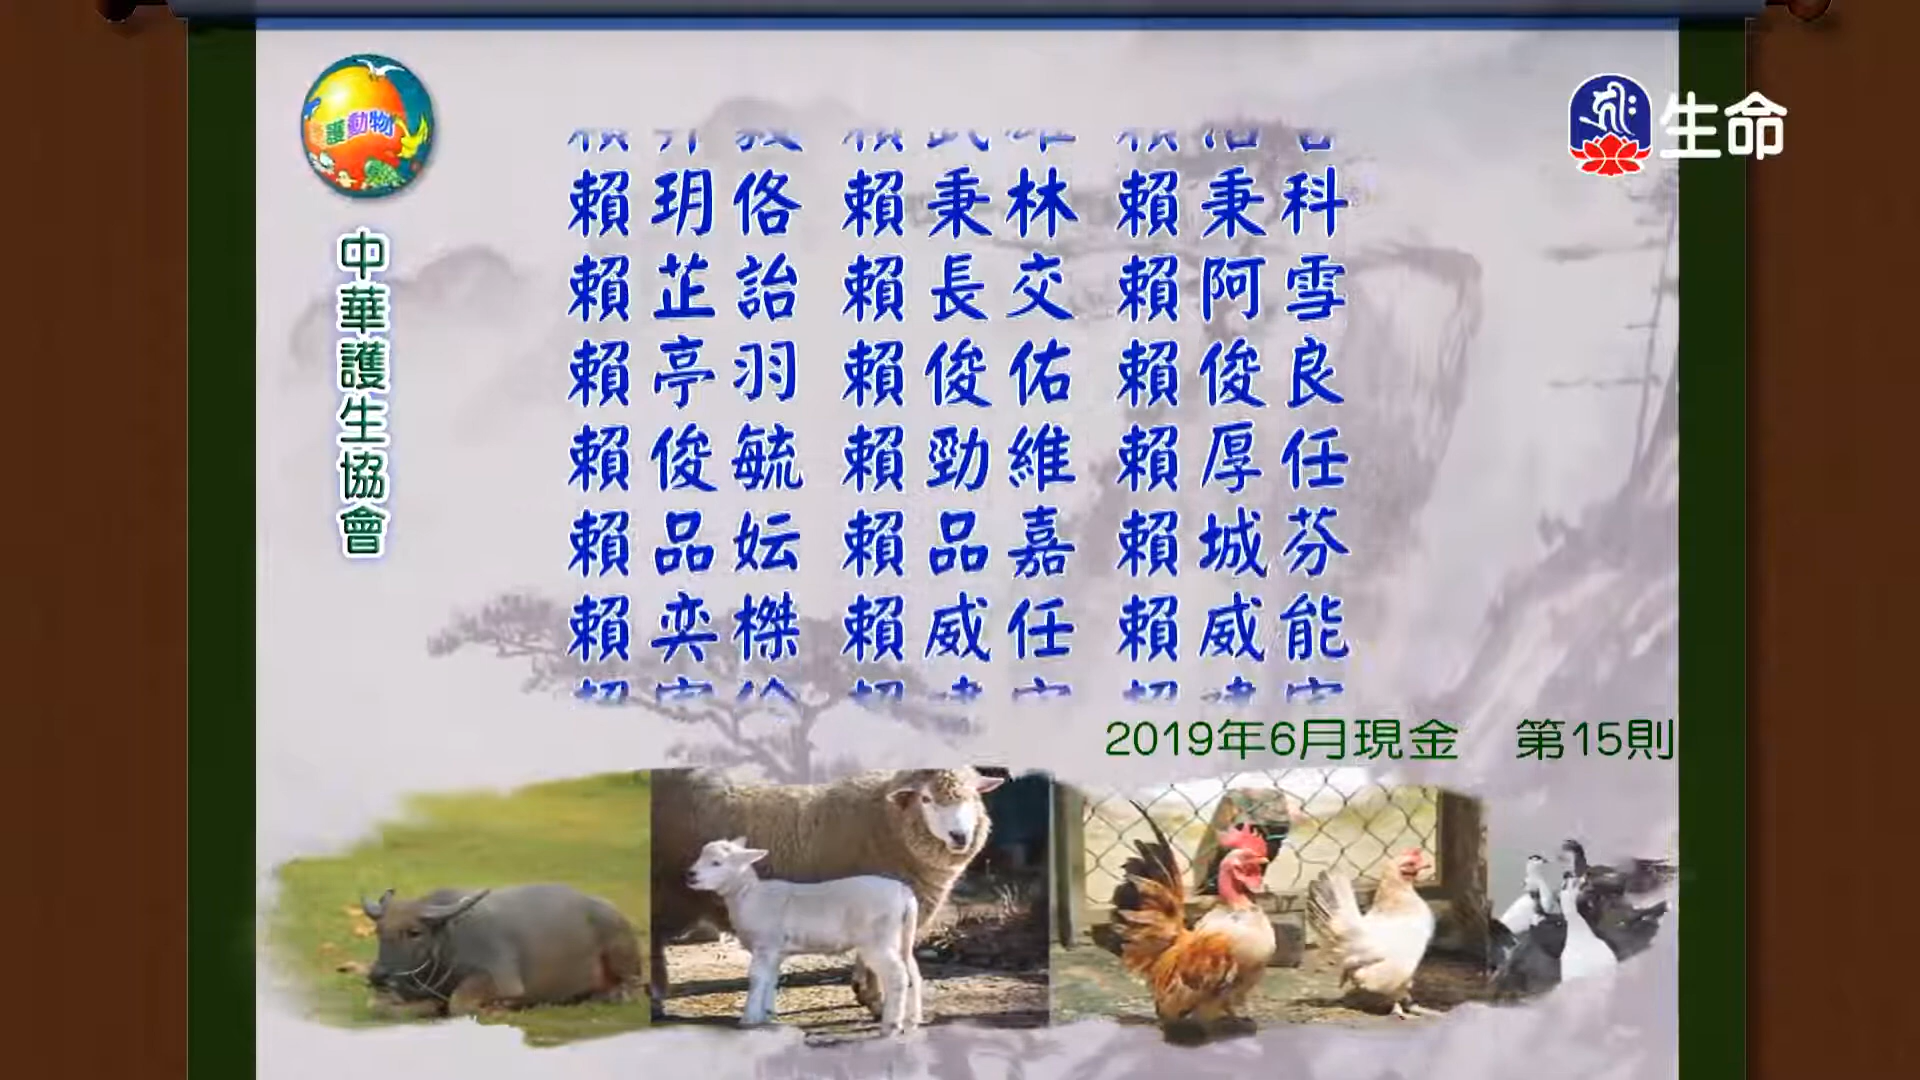 護動物
生命
中華護生協會
賴玥佲 賴秉林 賴秉科
賴芷詒 賴長交 賴阿雪
賴亭羽 賴俊佑 賴俊良
賴俊毓 賴勁維 賴厚任
賴品妘 賴品嘉 賴城芬
賴奕榤 賴威任 賴威能
2019年6月現金 第15則